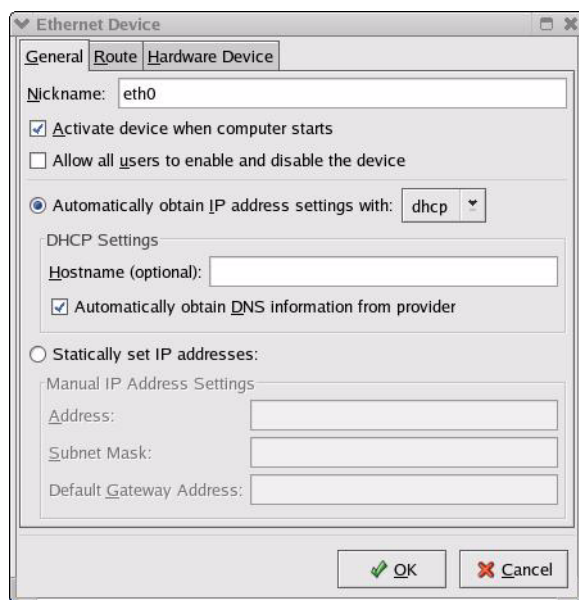 Ethernet Device
General Route Hardware Device
Nickname: eth0
Activate device when computer starts
Allow all users to enable and disable the device
Automatically obtain IP address settings with: dhcp
DHCP Settings
Hostname (optional):
Automatically obtain DNS information from provider
Statically set IP addresses:
Manual IP Address Settings
Address:
Subnet Mask:
Default Gateway Address:
OK Cancel